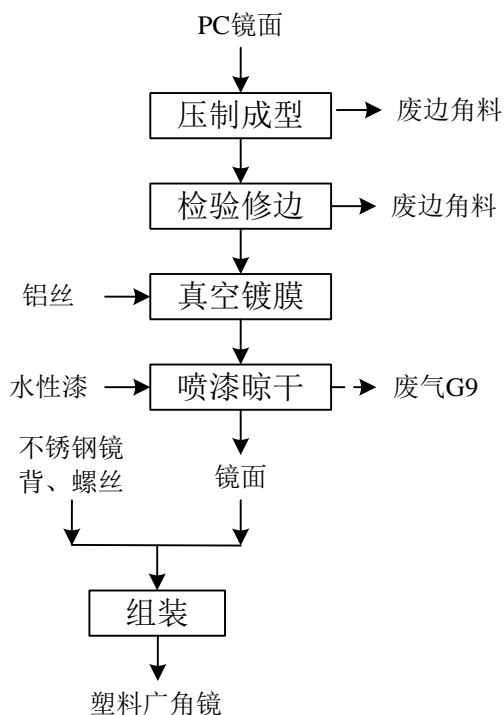 PC镜面
压制成型
废边角料
检验修边
废边角料
铝丝
真空镀膜
水性漆
喷漆晾干
废气G9
不锈钢镜
背、螺丝
镜面
组装
塑料广角镜